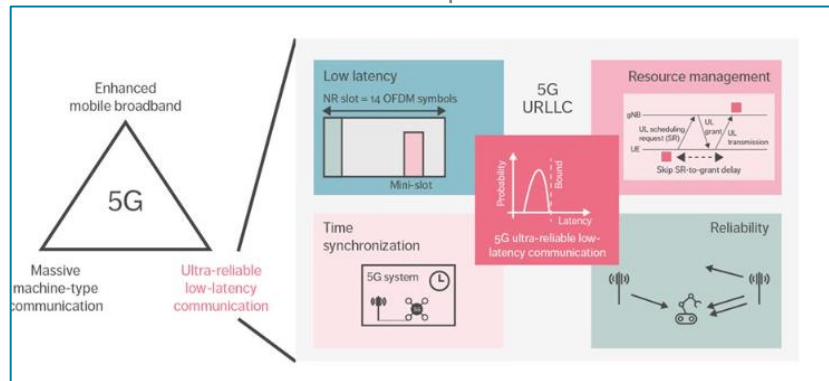 Enhanced
mobile broadband
5G
Massive
machine-type
communication
Ultra-reliable
low-latency
communication
Low latency
NR slot = 14 OFDM symbols
Mini-slot
5G
URLLC
Resource management
gNB
UL scheduling
request (SR)
UL
grant
UL
transmission
UE
Skip SR-to-grant delay
Probability
Bound
Latency
5G ultra-reliable low-
latency communication
Time
synchronization
5G system
Reliability